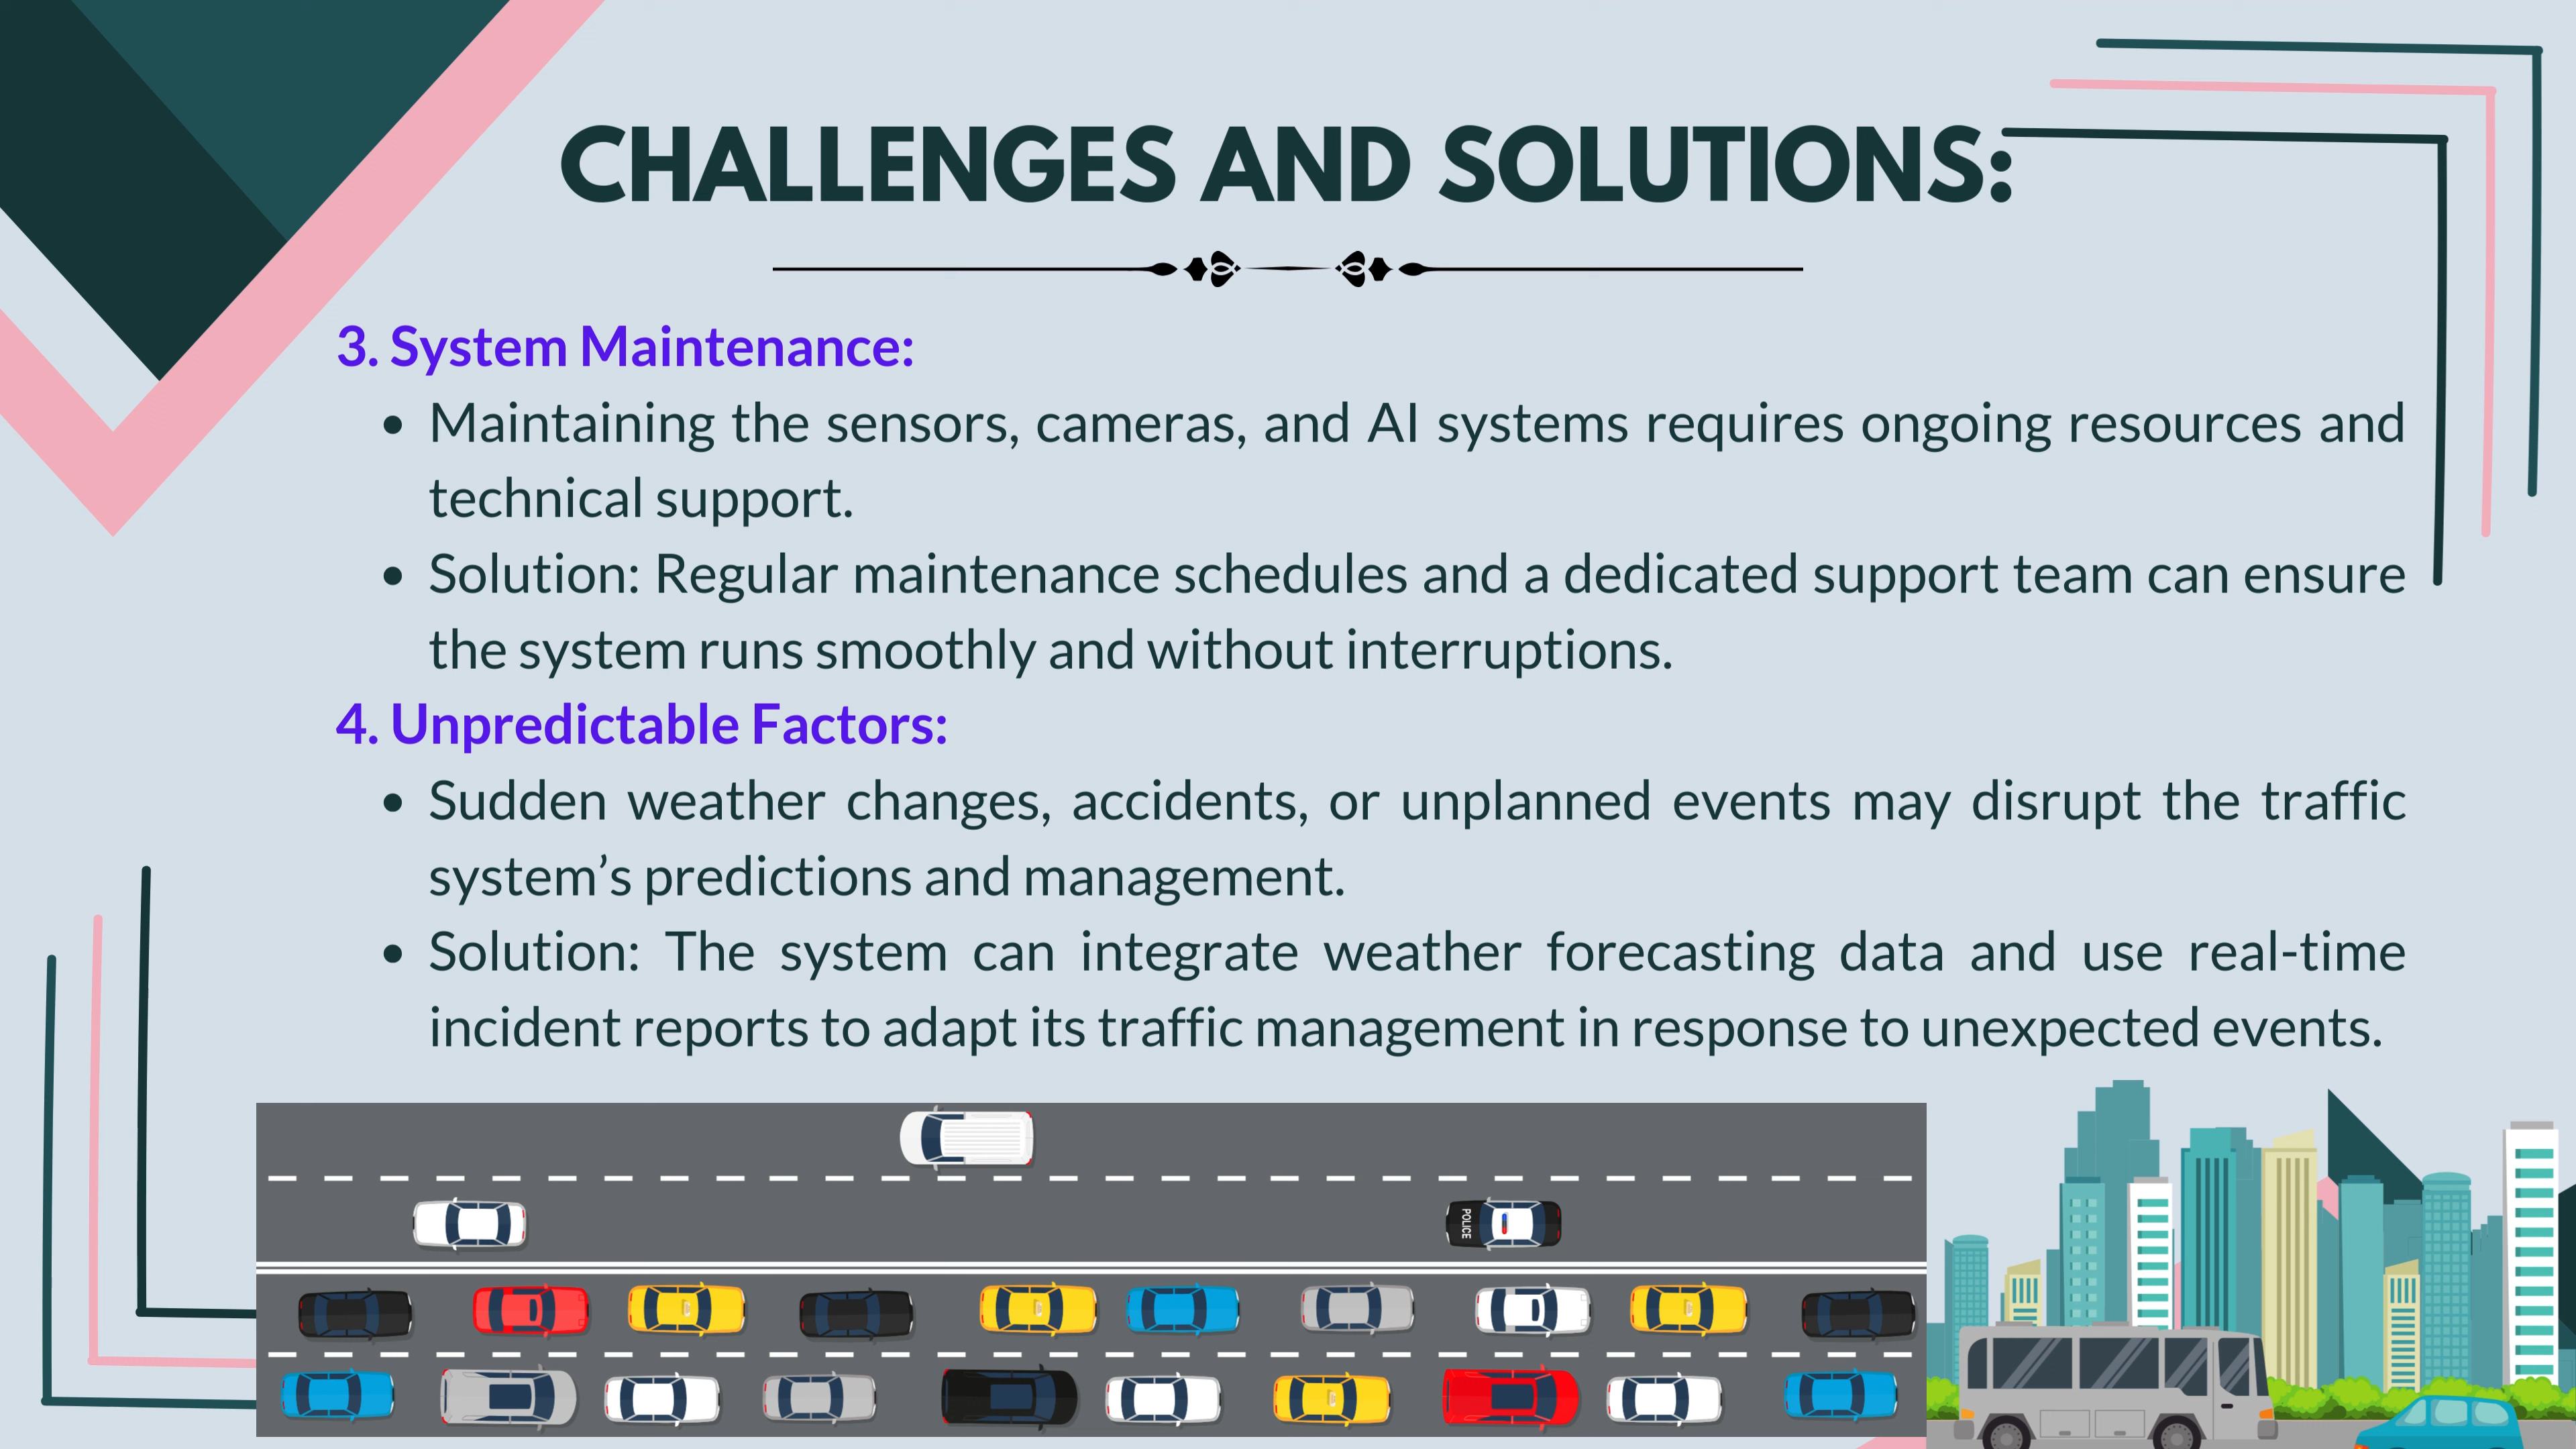 CHALLENGES AND SOLUTIONS:
3. System Maintenance:
• Maintaining the sensors, cameras, and AI systems requires ongoing resources and
technical support.
• Solution: Regular maintenance schedules and a dedicated support team can ensure
the system runs smoothly and without interruptions.
4. Unpredictable Factors:
• Sudden weather changes, accidents, or unplanned events may disrupt the traffic
system’s predictions and management.
• Solution: The system can integrate weather forecasting data and use real-time
incident reports to adapt its traffic management in response to unexpected events.
POLICE